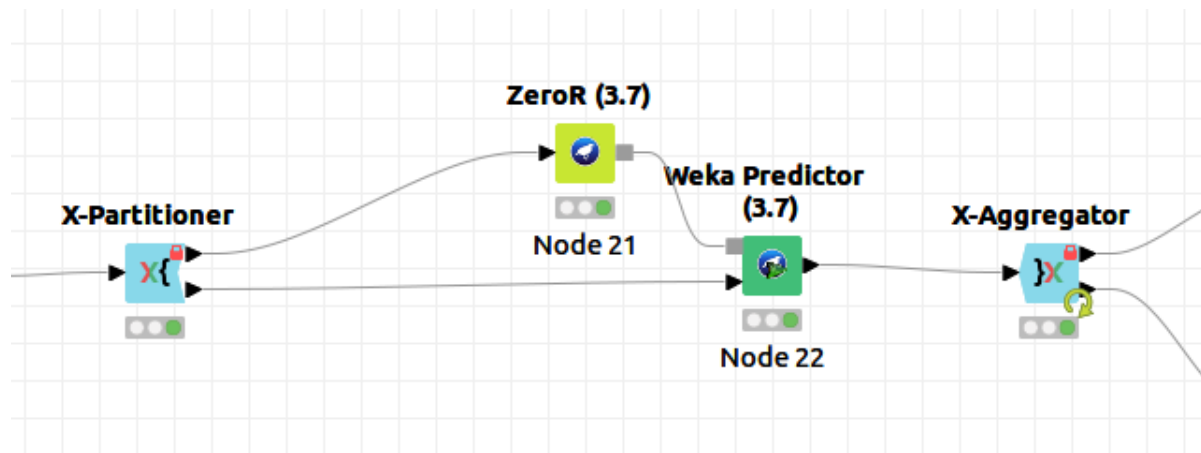 ZeroR (3.7)
Weka Predictor
(3.7)
X-Partitioner
X-Aggregator
X{
}X
Node 21
Node 22